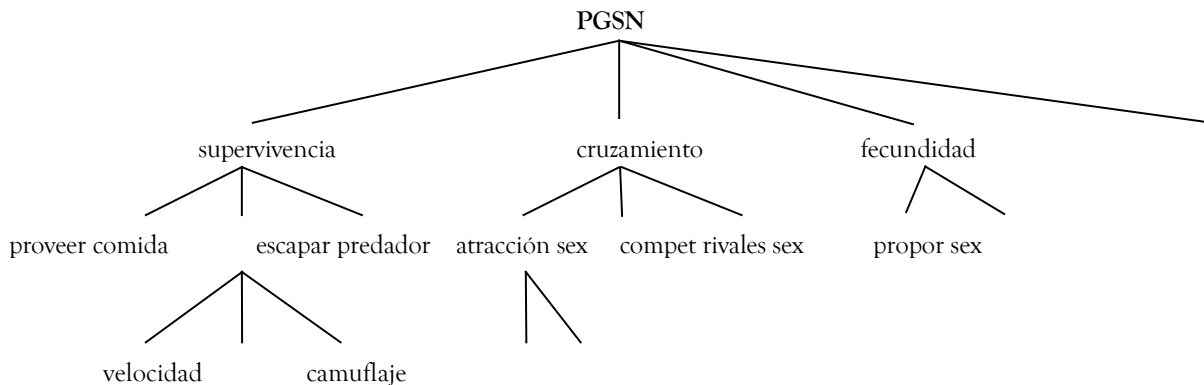 PGSN
supervivencia cruzamiento fecundidad
proveer comida escapar predador atracción sex compet rivales sex propor sex
velocidad camuflaje